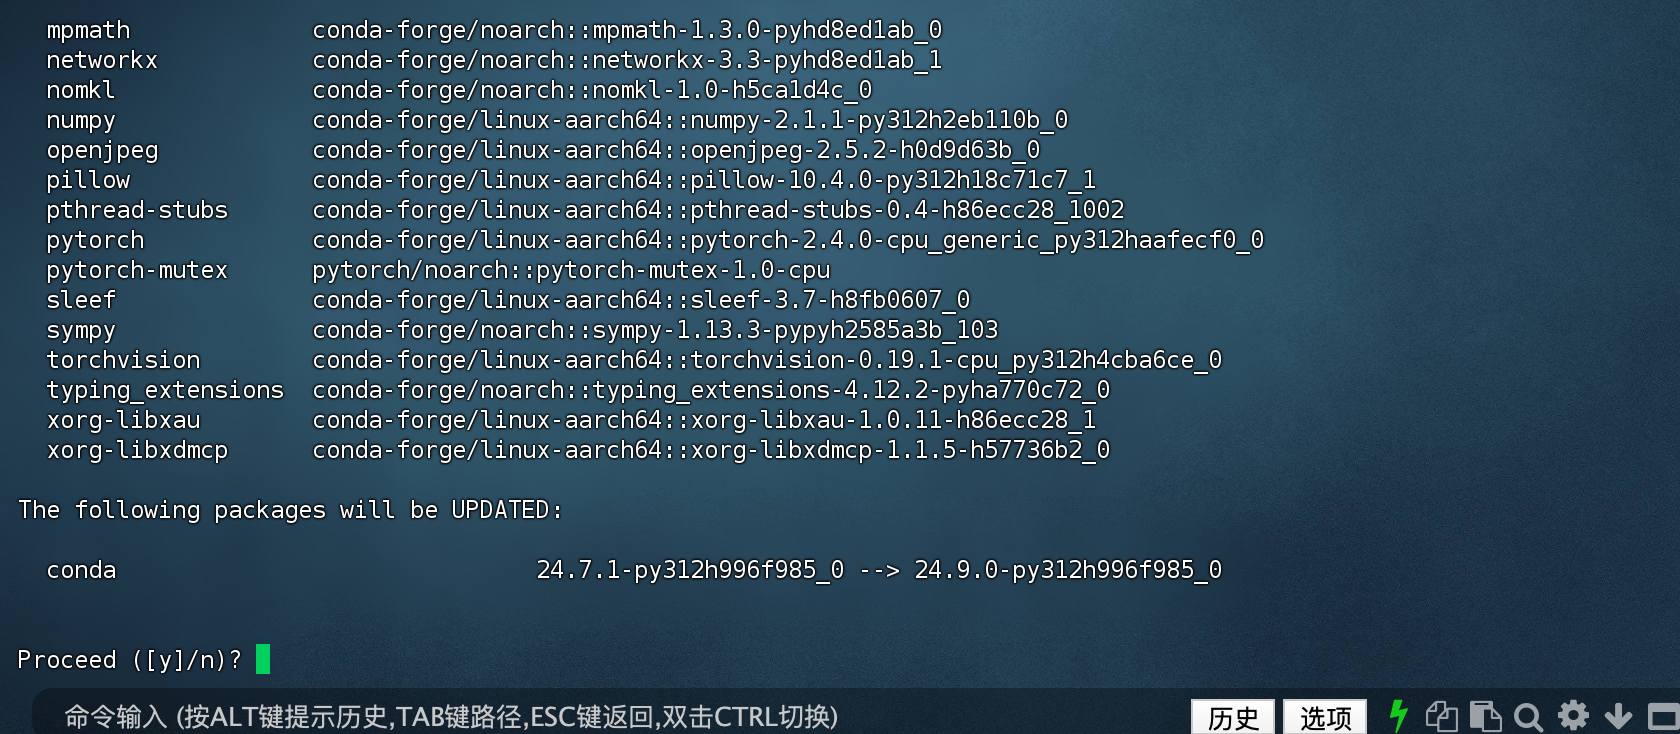 mpmath conda-forge/noarch::mpmath-1.3.0-pyhd8ed1ab_0
networkx conda-forge/noarch::networkx-3.3-pyhd8ed1ab_1
nomkl conda-forge/noarch::nomkl-1.0-h5ca1d4c_0
numpy conda-forge/linux-aarch64::numpy-2.1.1-py312h2eb110b_0
openjpeg conda-forge/linux-aarch64::openjpeg-2.5.2-h0d9d63b_0
pillow conda-forge/linux-aarch64::pillow-10.4.0-py312h18c71c7_1
pthread-stubs conda-forge/linux-aarch64::pthread-stubs-0.4-h86ecc28_1002
pytorch conda-forge/linux-aarch64::pytorch-2.4.0-cpu_generic_py312haafecf0_0
pytorch-mutex pytorch/noarch::pytorch-mutex-1.0-cpu
sleef conda-forge/linux-aarch64::sleef-3.7-h8fb0607_0
sympy conda-forge/noarch::sympy-1.13.3-pypyh2585a3b_103
torchvision conda-forge/linux-aarch64::torchvision-0.19.1-cpu_py312h4cba6ce_0
typing_extensions conda-forge/noarch::typing_extensions-4.12.2-pyha770c72_0
xorg-libxau conda-forge/linux-aarch64::xorg-libxau-1.0.11-h86ecc28_1
xorg-libxdmcp conda-forge/linux-aarch64::xorg-libxdmcp-1.1.5-h57736b2_0
The following packages will be UPDATED:
conda 24.7.1-py312h996f985_0 --> 24.9.0-py312h996f985_0
Proceed ([y]/n)?
命令输入 (按ALT键提示历史,TAB键路径,ESC键返回,双击CTRL切换) 历史 选项